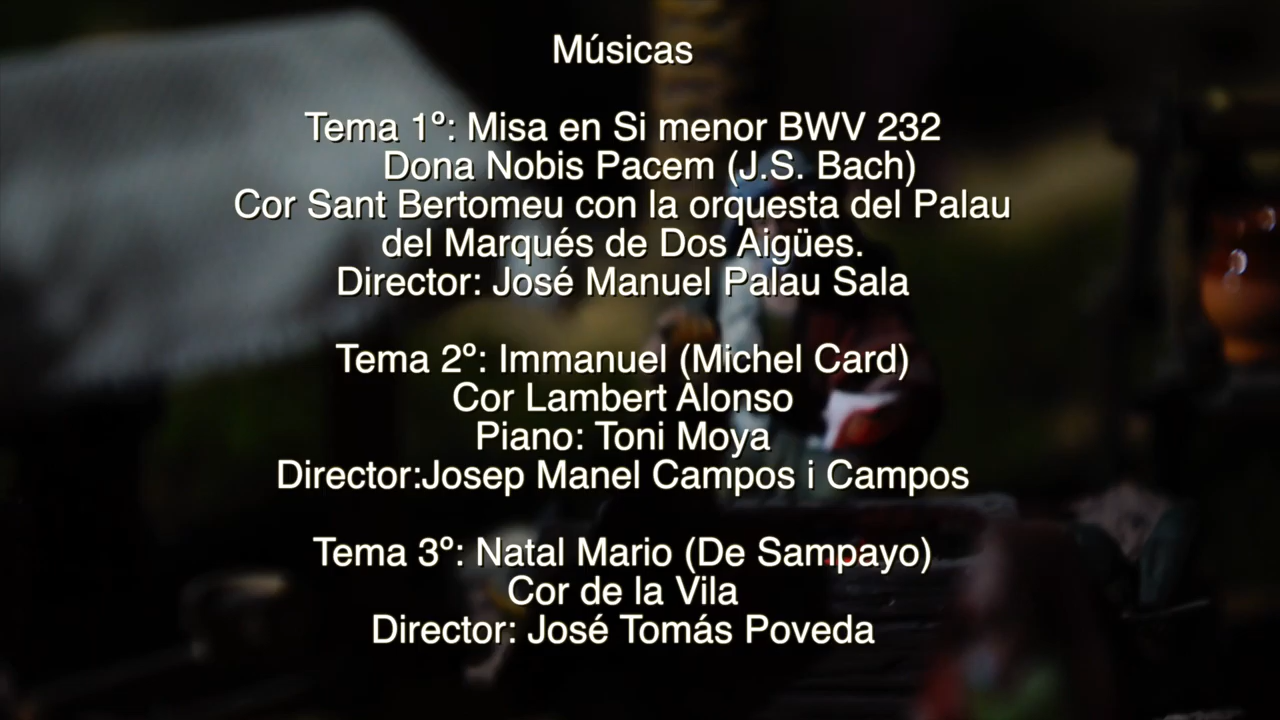 Músicas
Tema 1º: Misa en Si menor BWV 232
Dona Nobis Pacem (J.S. Bach)
Cor Sant Bertomeu con la orquesta del Palau
del Marqués de Dos Aigües.
Director: José Manuel Palau Sala
Tema 2º: Immanuel (Michel Card)
Cor Lambert Alonso
Piano: Toni Moya
Director:Josep Manel Campos i Campos
Tema 3º: Natal Mario (De Sampayo)
Cor de la Vila
Director: José Tomás Poveda